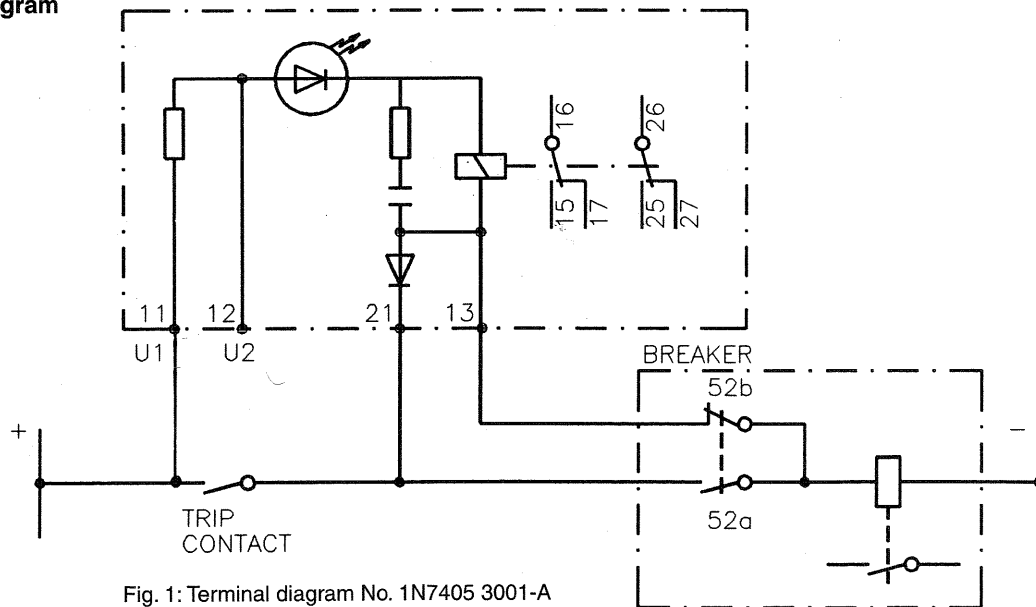 gram
16
26
15
17
25
27
11 12 21 13
U1 U2
BREAKER
52b
+
−
TRIP
CONTACT
52a
Fig. 1: Terminal diagram No. 1N7405 3001-A